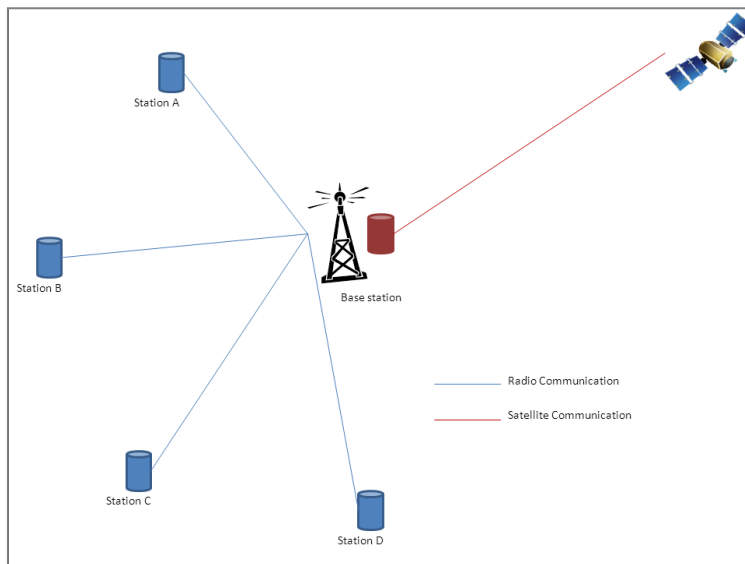 Station A
Station B
Base station
Radio Communication
Satellite Communication
Station C
Station D